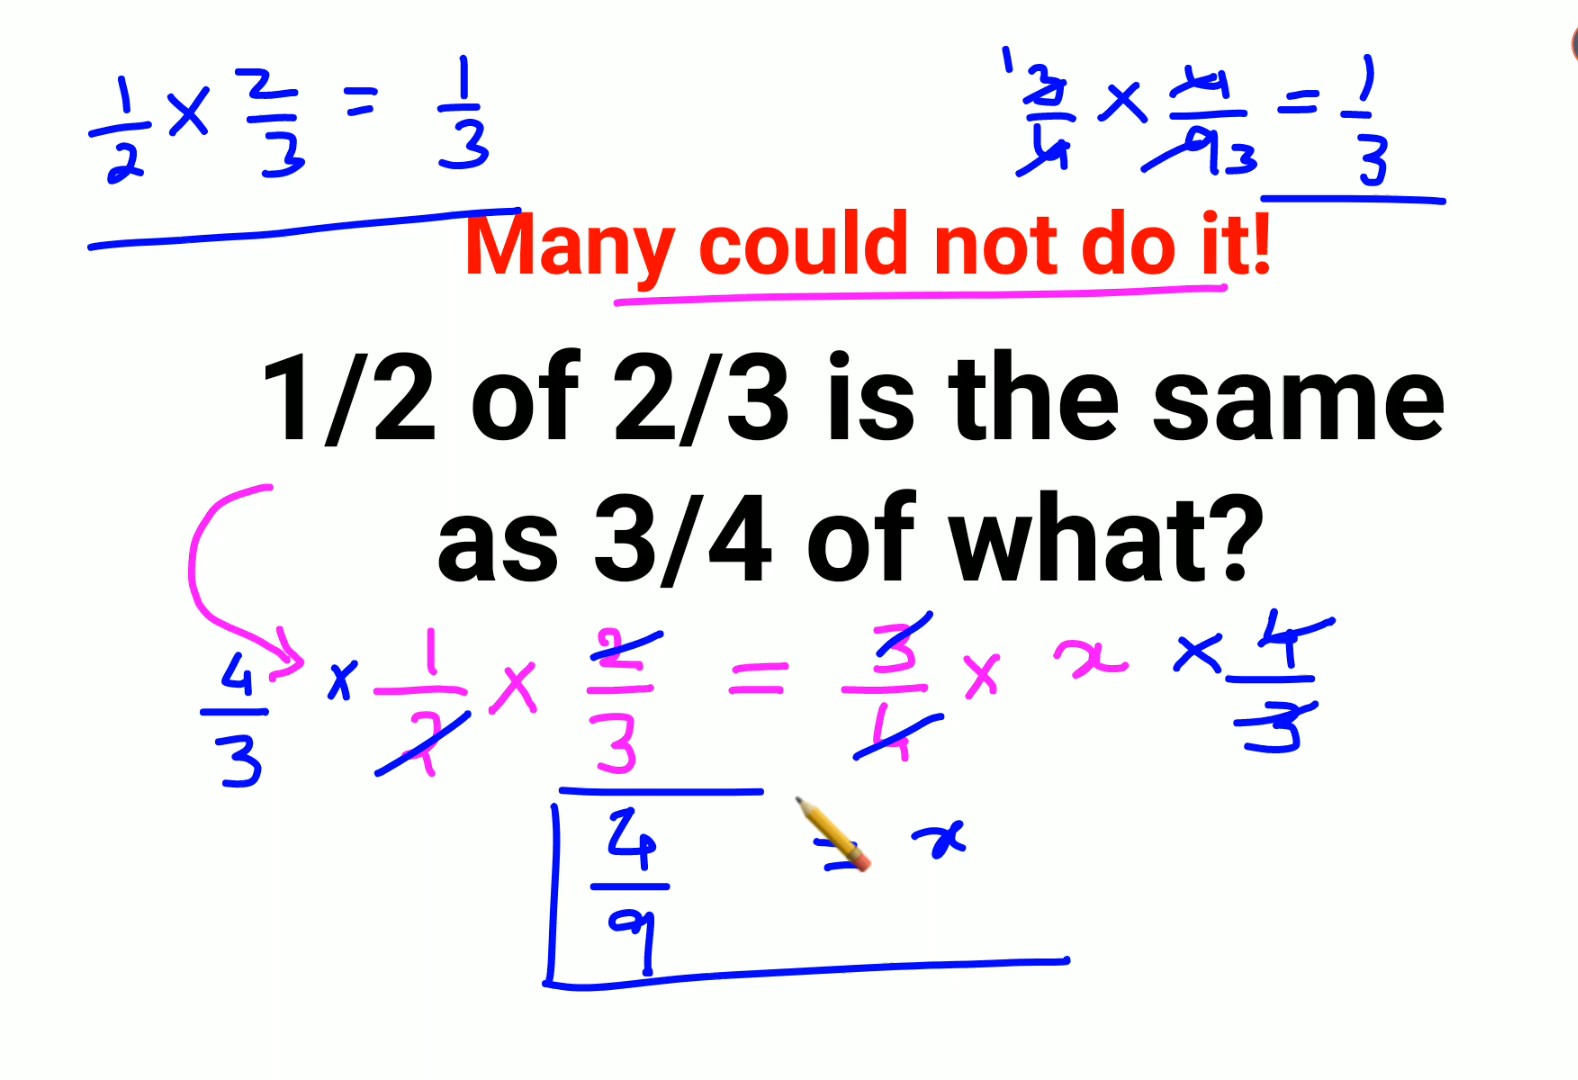 1/2 × 2/3 = 1/3
1 3/4 × 4/9 3 = 1/3
Many could not do it!
1/2 of 2/3 is the same
as 3/4 of what?
4/3 × 1/2 × 2/3 = 3/4 × x × 4/3
4/9 = x